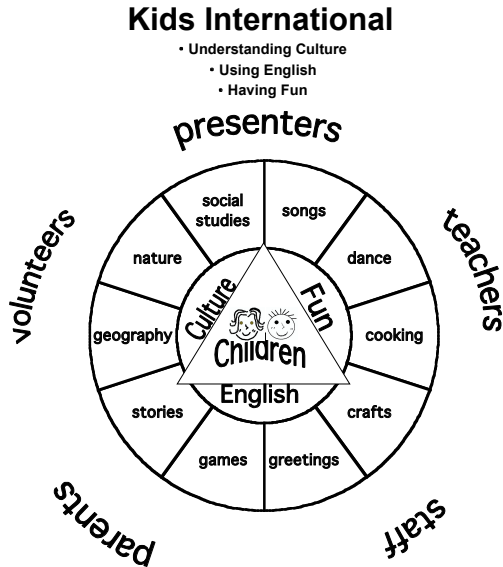 Kids International
• Understanding Culture
• Using English
• Having Fun
presenters
volunteers
teachers
social
studies
songs
nature
dance
geography
cooking
stories
crafts
games
greetings
Culture
Fun
Children
English
parents
staff